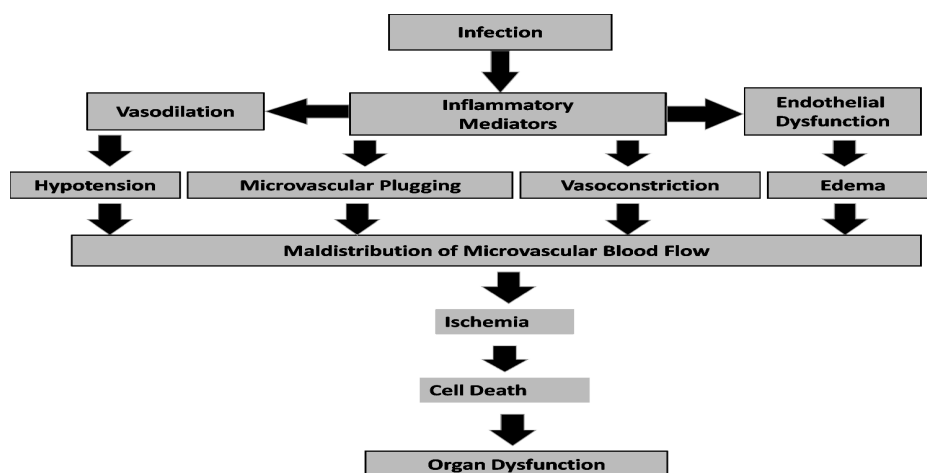 Infection
Vasodilation
Inflammatory
Mediators
Endothelial
Dysfunction
Hypotension
Microvascular Plugging
Vasoconstriction
Edema
Maldistribution of Microvascular Blood Flow
Ischemia
Cell Death
Organ Dysfunction